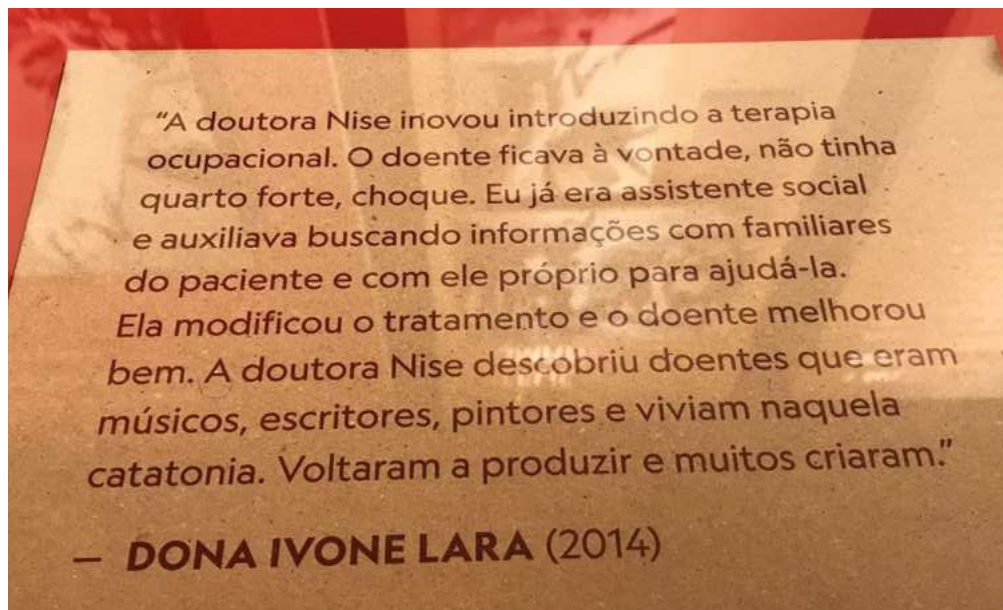 “A doutora Nise inovou introduzindo a terapia
ocupacional. O doente ficava à vontade, não tinha
quarto forte, choque. Eu já era assistente social
e auxiliava buscando informações com familiares
do paciente e com ele próprio para ajudá-la.
Ela modificou o tratamento e o doente melhorou
bem. A doutora Nise descobriu doentes que eram
músicos, escritores, pintores e viviam naquela
catatonia. Voltaram a produzir e muitos criaram.”
— DONA IVONE LARA (2014)